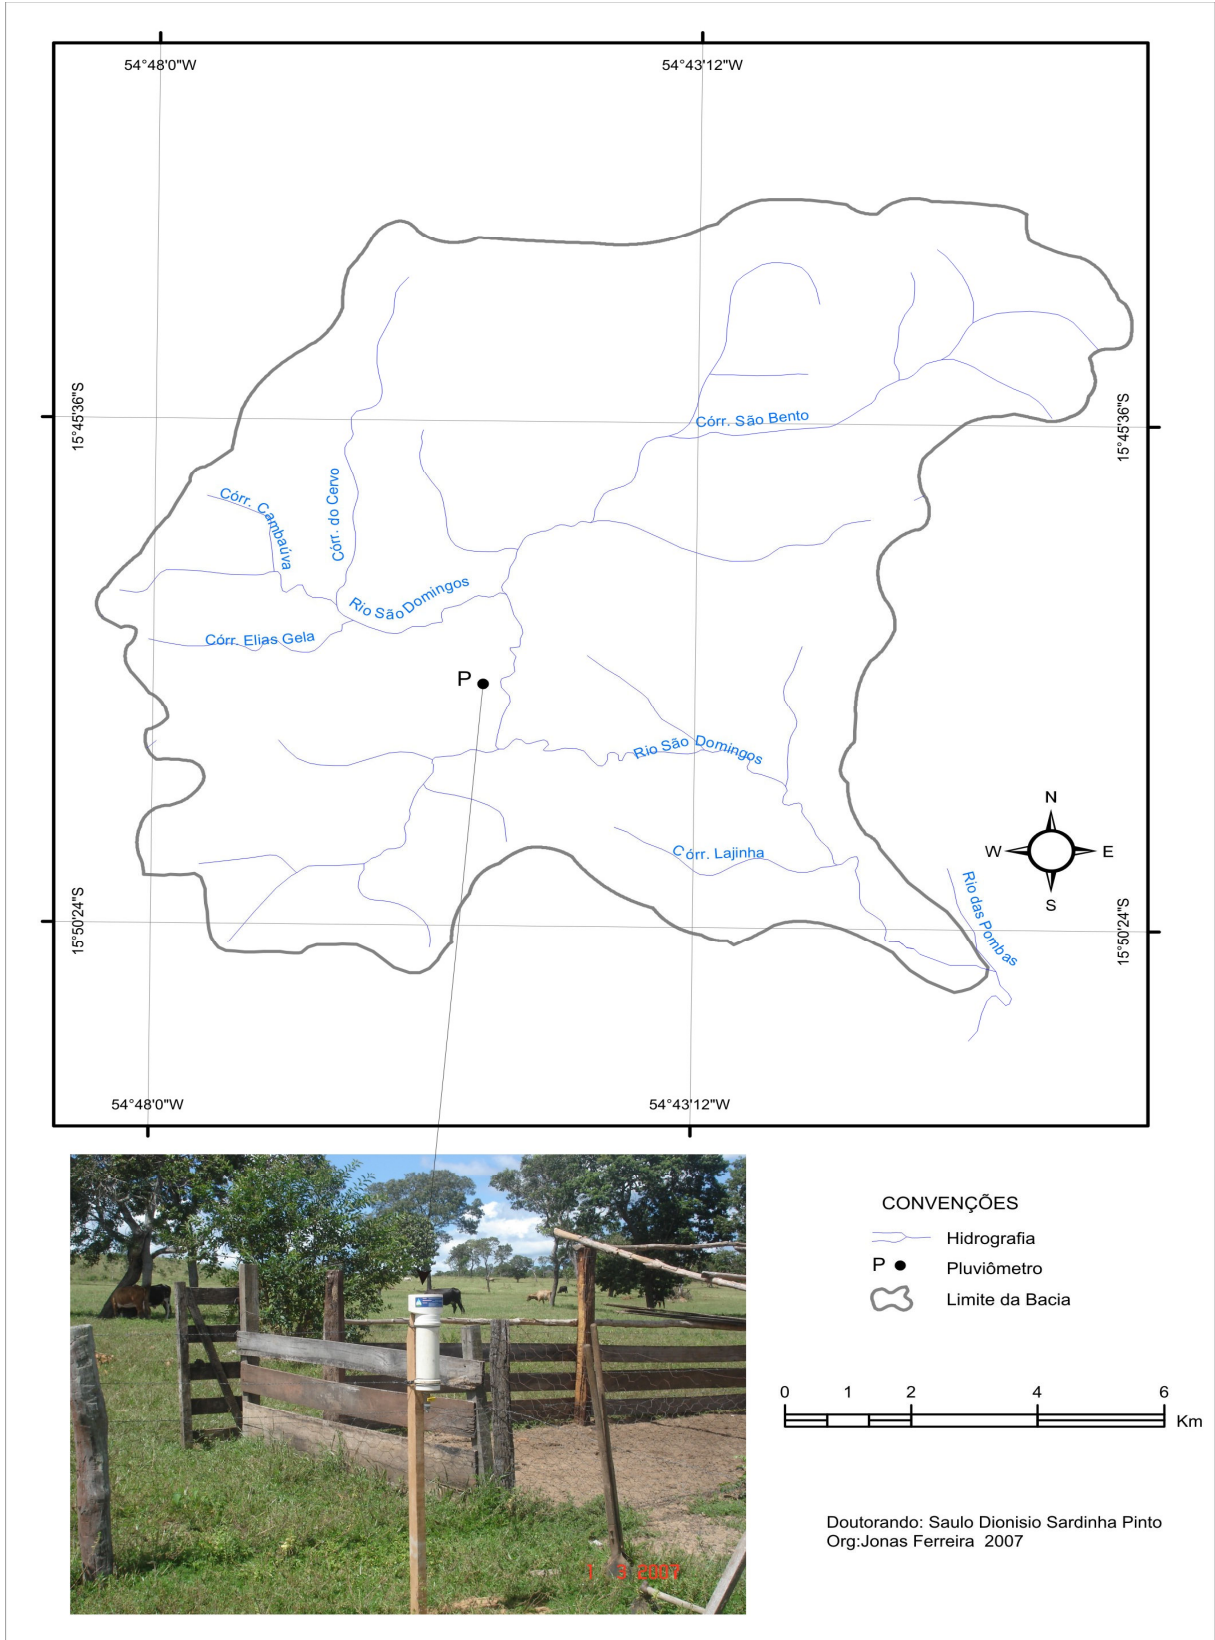 54°48'0"W
54°43'12"W
15°45'36"S
15°45'36"S
Córr. São Bento
Córr. do Cervo
Córr. Cambaúva
Rio São Domingos
Córr. Elias Gela
P
Rio São Domingos
Córr. Lajinha
N
W
E
S
Rio das Pombas
15°50'24"S
15°50'24"S
54°48'0"W
54°43'12"W
CONVENÇÕES
Hidrografia
P
Pluviômetro
Limite da Bacia
0 1 2 4 6
Km
Doutorando: Saulo Dionisio Sardinha Pinto
Org:Jonas Ferreira 2007
1 3 2007